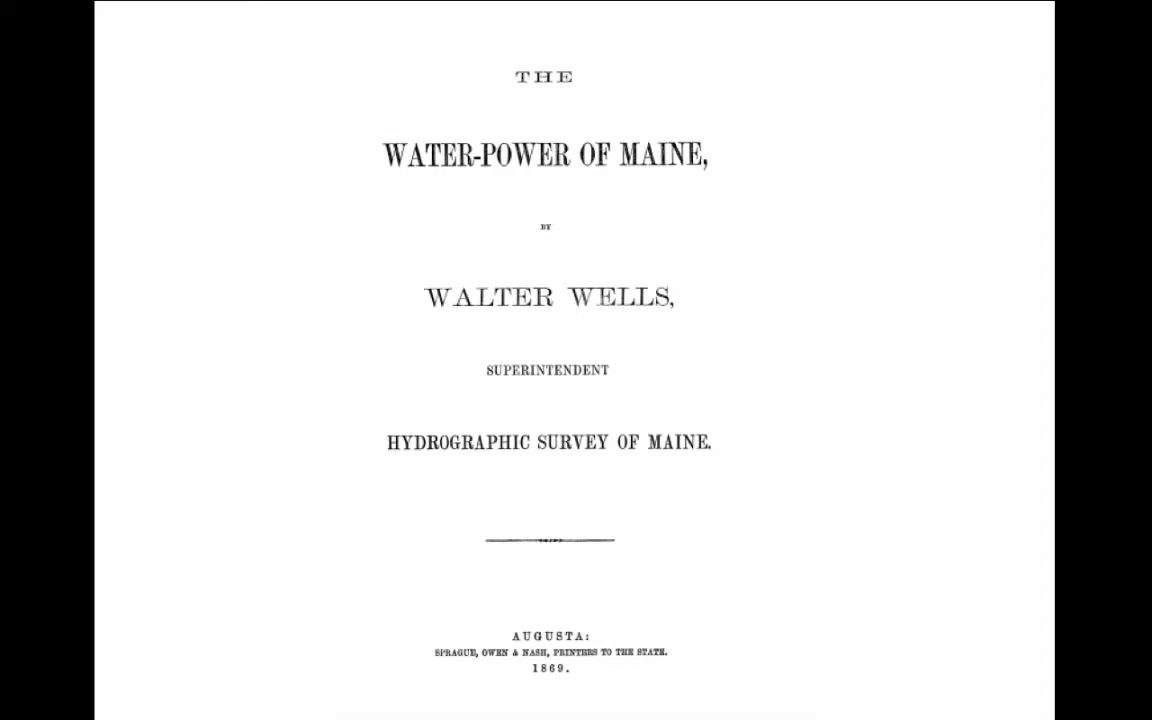 THE
WATER-POWER OF MAINE,
BY
WALTER WELLS,
SUPERINTENDENT
HYDROGRAPHIC SURVEY OF MAINE.
AUGUSTA:
SPRAGUE, OWEN & NASH, PRINTERS TO THE STATE.
1869.